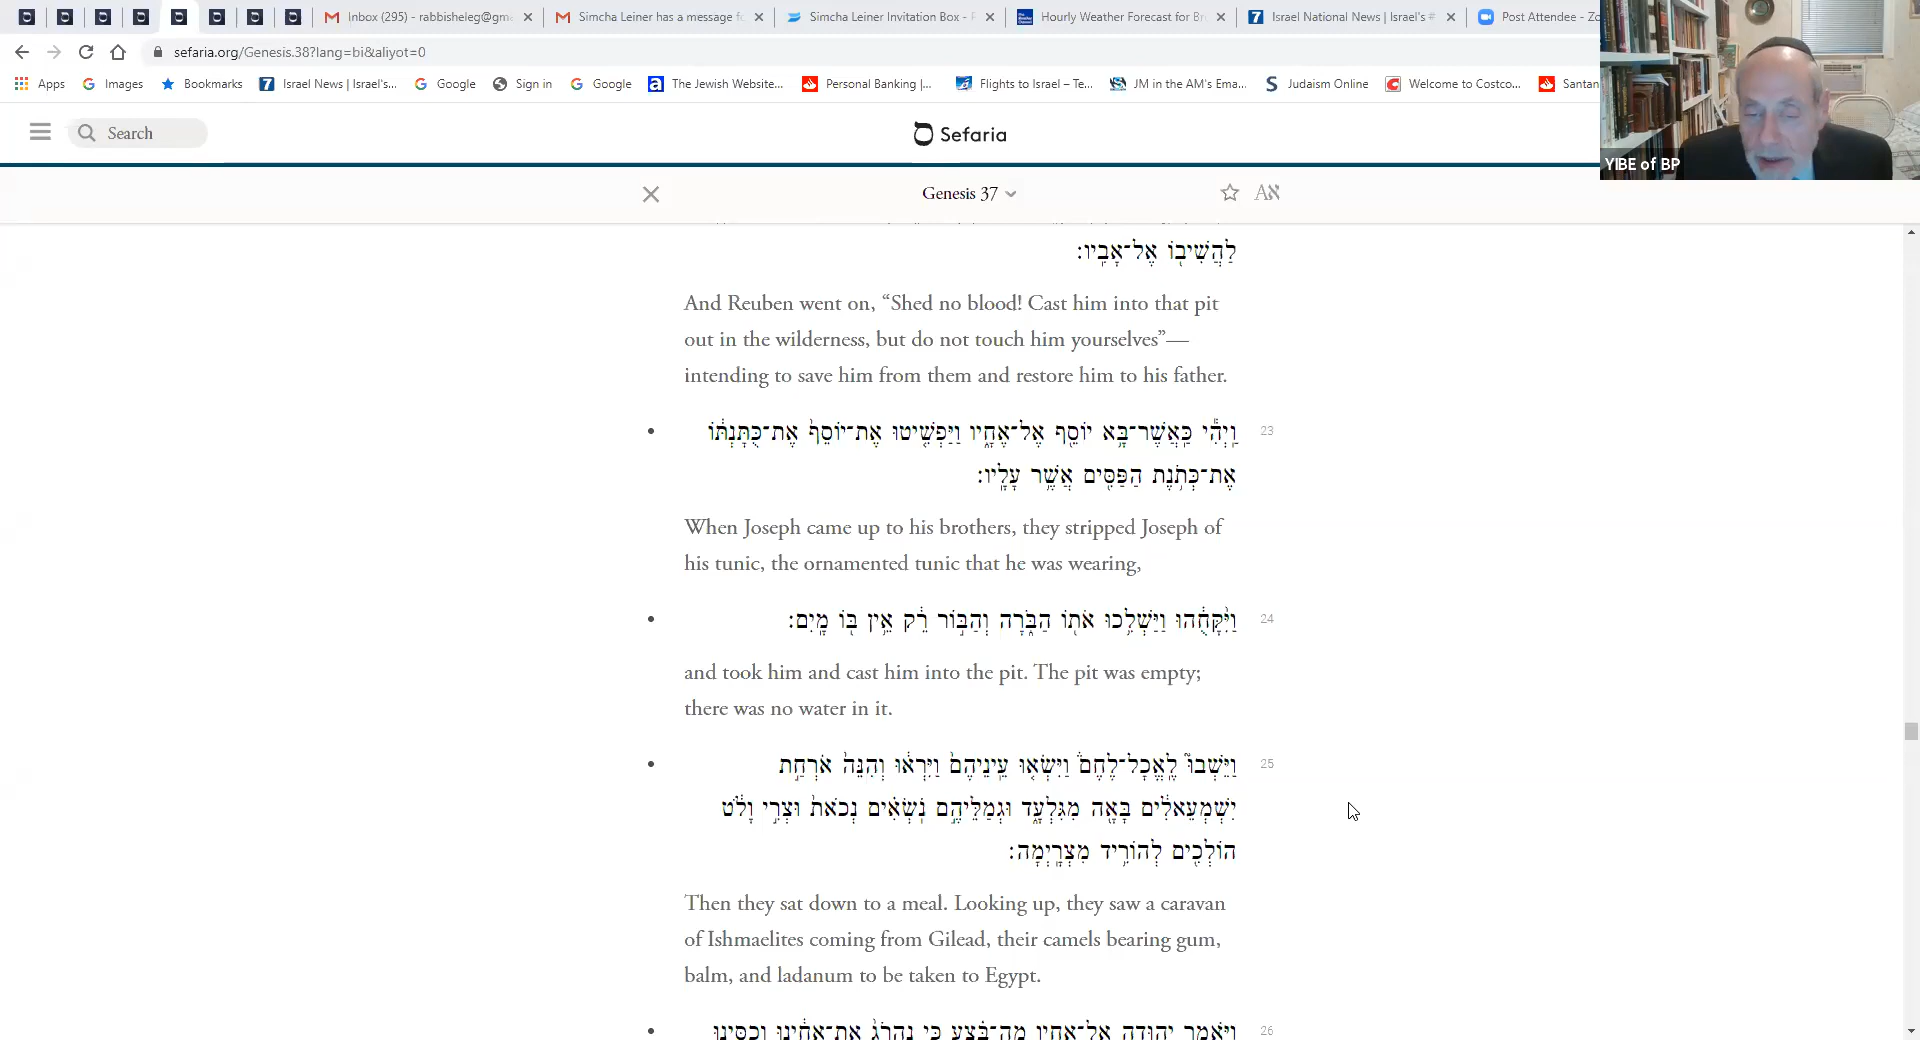 Inbox (295) - rabbisheleg@gm
Simcha Leiner has a message fo
Simcha Leiner Invitation Box -
Hourly Weather Forecast for Br
Israel National News | Israel's #
Post Attendee - Zo
sefaria.org/Genesis.38?lang=bi&aliyot=0
Apps
Images
Bookmarks
Israel News | Israel's...
Google
Sign in
Google
The Jewish Website...
Personal Banking |...
Flights to Israel – Te...
JM in the AM's Ema...
Judaism Online
Welcome to Costco...
Santan
YIBE of BP
Search
Sefaria
Genesis 37
Aא
לַהֲשִׁיב֖וֹ אֶל־אָבִֽיו׃
And Reuben went on, “Shed no blood! Cast him into that pit
out in the wilderness, but do not touch him yourselves”—
intending to save him from them and restore him to his father.
23
וַֽיְהִ֕י כַּֽאֲשֶׁר־בָּ֥א יוֹסֵ֖ף אֶל־אֶחָ֑יו וַיַּפְשִׁ֤יטוּ אֶת־יוֹסֵף֙ אֶת־כֻּתׇּנְתּ֔וֹ
אֶת־כְּתֹ֥נֶת הַפַּסִּ֖ים אֲשֶׁ֥ר עָלָֽיו׃
When Joseph came up to his brothers, they stripped Joseph of
his tunic, the ornamented tunic that he was wearing,
24
וַיִּ֨קָּחֻ֔הוּ וַיַּשְׁלִ֥כוּ אֹת֖וֹ הַבֹּ֑רָה וְהַבּ֣וֹר רֵ֔ק אֵ֥ין בּ֖וֹ מָֽיִם׃
and took him and cast him into the pit. The pit was empty;
there was no water in it.
25
וַיֵּשְׁבוּ֮ לֶֽאֱכׇל־לֶחֶם֒ וַיִּשְׂא֤וּ עֵֽינֵיהֶם֙ וַיִּרְא֔וּ וְהִנֵּה֙ אֹרְחַ֣ת
יִשְׁמְעֵאלִ֔ים בָּאָ֖ה מִגִּלְעָ֑ד וּגְמַלֵּיהֶ֣ם נֹֽשְׂאִ֗ים נְכֹאת֙ וּצְרִ֣י וָלֹ֔ט
הוֹלְכִ֖ים לְהוֹרִ֥יד מִצְרָֽיְמָה׃
Then they sat down to a meal. Looking up, they saw a caravan
of Ishmaelites coming from Gilead, their camels bearing gum,
balm, and ladanum to be taken to Egypt.
26
וַיֹּ֥אמֶר יְהוּדָ֖ה אֶל־אֶחָ֑יו מַה־בֶּ֗צַע כִּ֤י נַהֲרֹג֙ אֶת־אָחִ֔ינוּ וְכִסִּ֖ינוּ